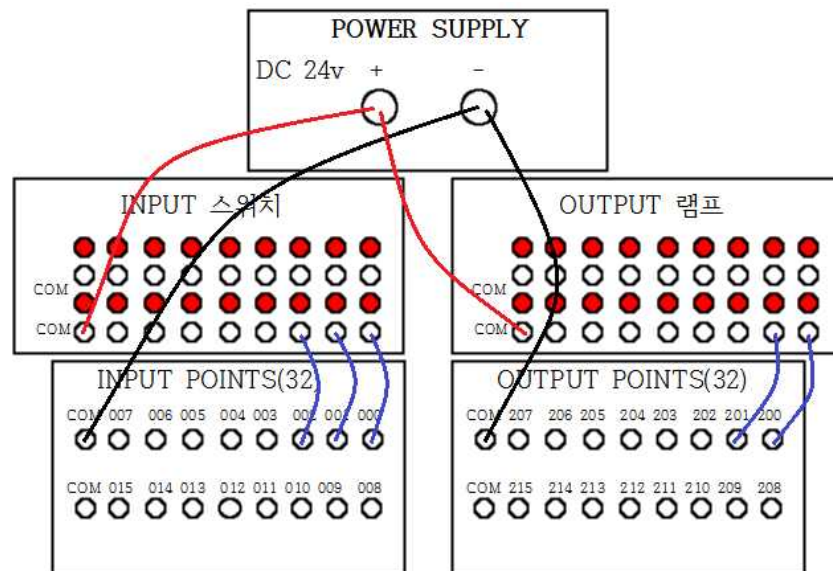 POWER SUPPLY
DC 24v + -
INPUT 스위치
COM
COM
OUTPUT 램프
COM
COM
INPUT POINTS(32)
COM 007 006 005 004 003 002 001 000
COM 015 014 013 012 011 010 009 008
OUTPUT POINTS(32)
COM 207 206 205 204 203 202 201 200
COM 215 214 213 212 211 210 209 208